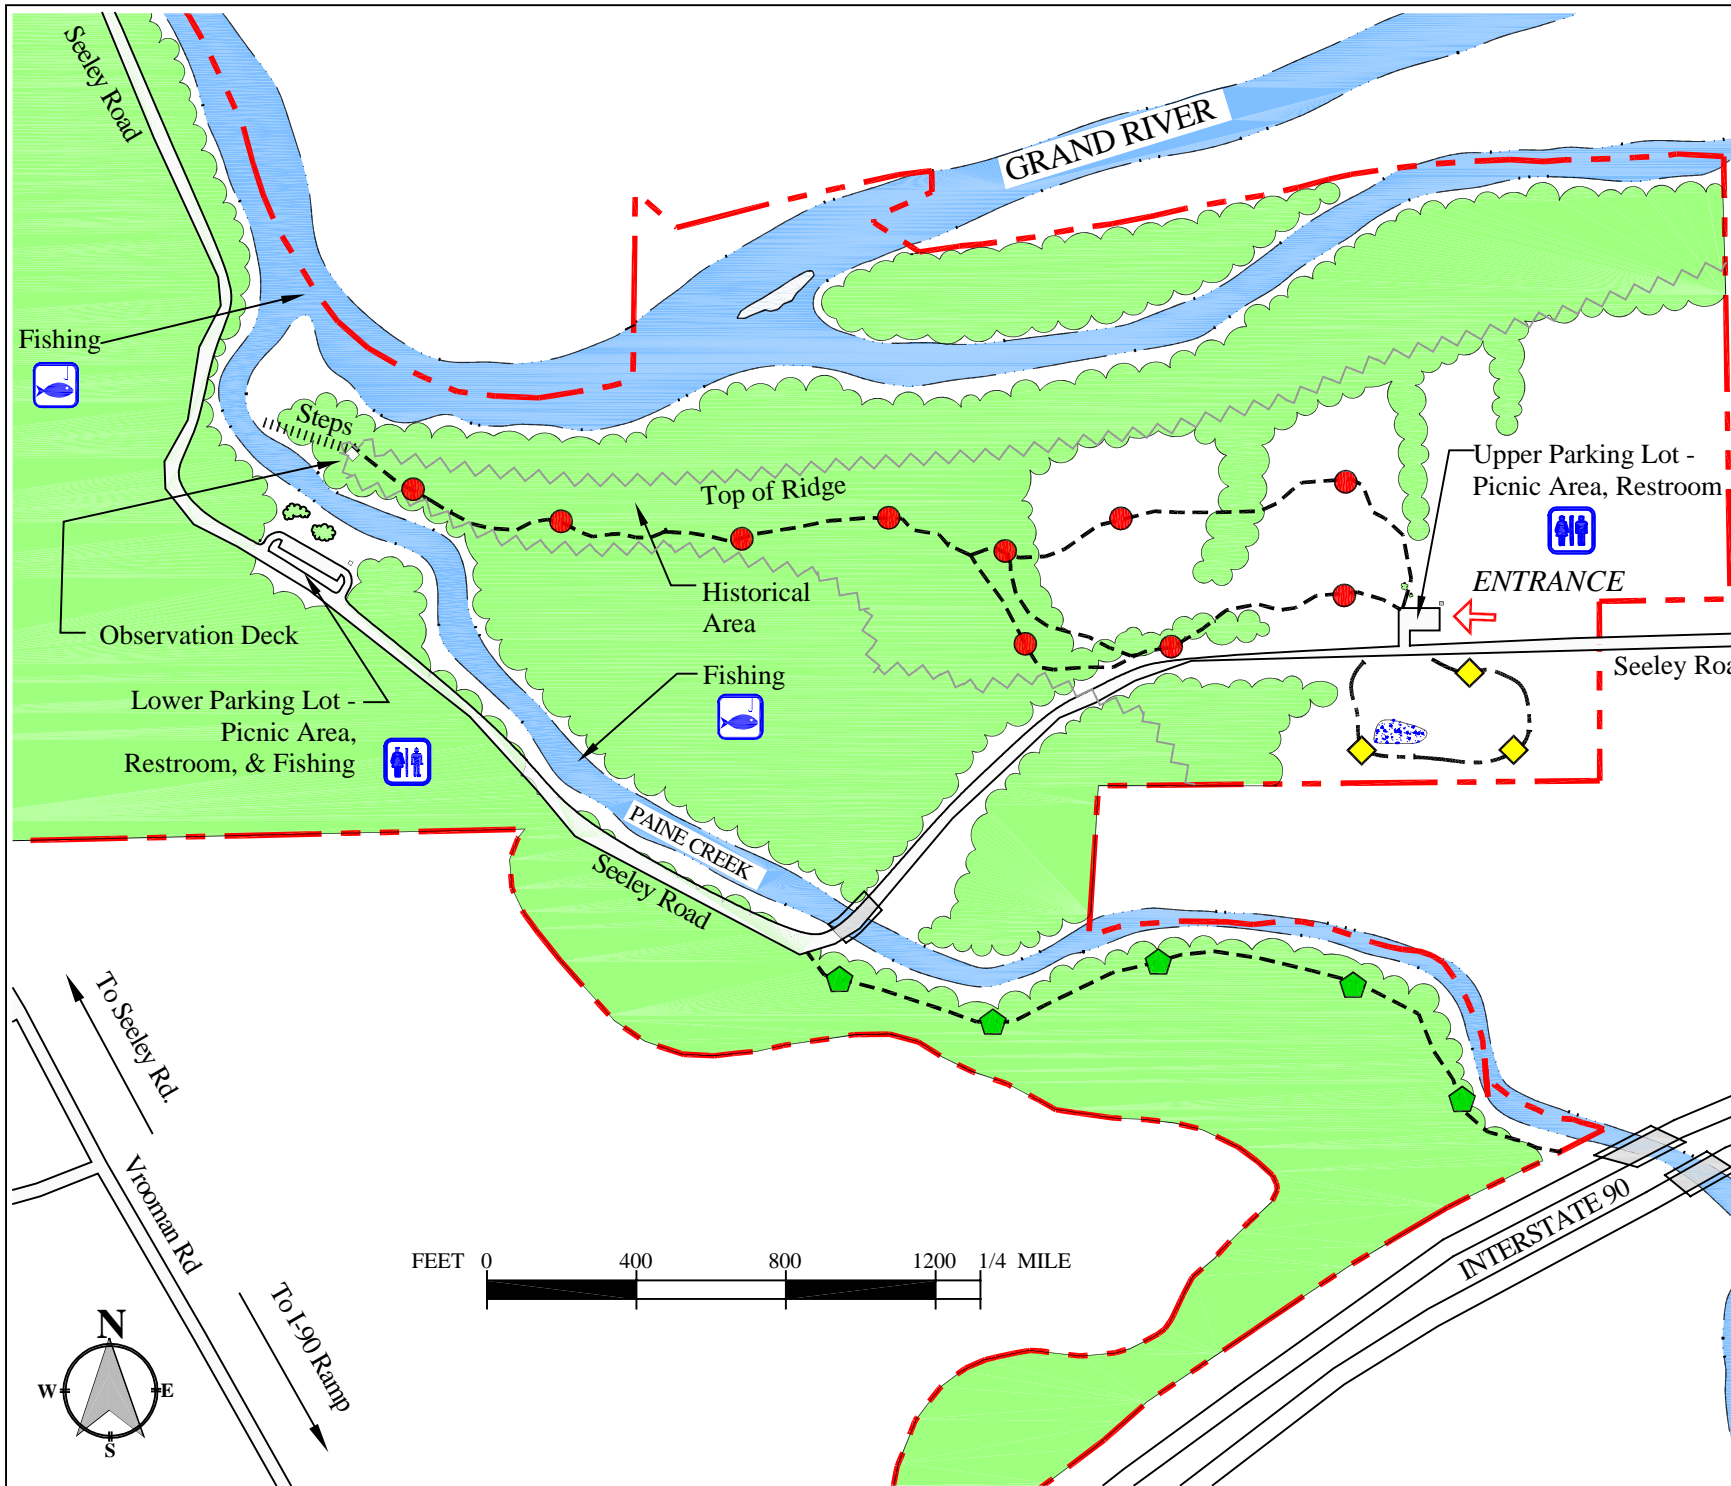 Seeley Road
GRAND RIVER
Fishing
Steps
Top of Ridge
Upper Parking Lot -
Picnic Area, Restroom
ENTRANCE
Historical
Area
Observation Deck
Seeley Roa
Fishing
Lower Parking Lot -
Picnic Area,
Restroom, & Fishing
PAINE CREEK
Seeley Road
To Seeley Rd.
Vrooman Rd
To I-90 Ramp
INTERSTATE 90
FEET 0 400 800 1200 1/4 MILE
N
W E
S